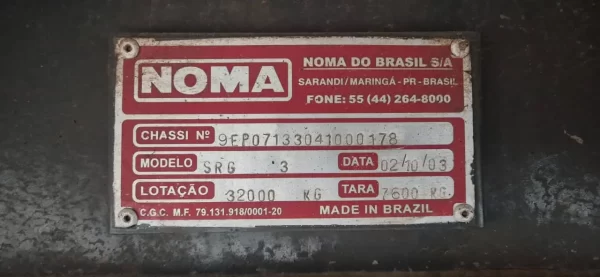 NOMA
NOMA DO BRASIL S/A
SARANDI/MARINGÁ - PR - BRASIL
FONE: 55 (44) 264-8000
CHASSI Nº 9EP07133041000178
MODELO SRG 3 DATA 02/10/03
LOTAÇÃO 32000 KG TARA 7600 KG.
C.G.C. M.F. 79.131.918/0001-20 MADE IN BRAZIL